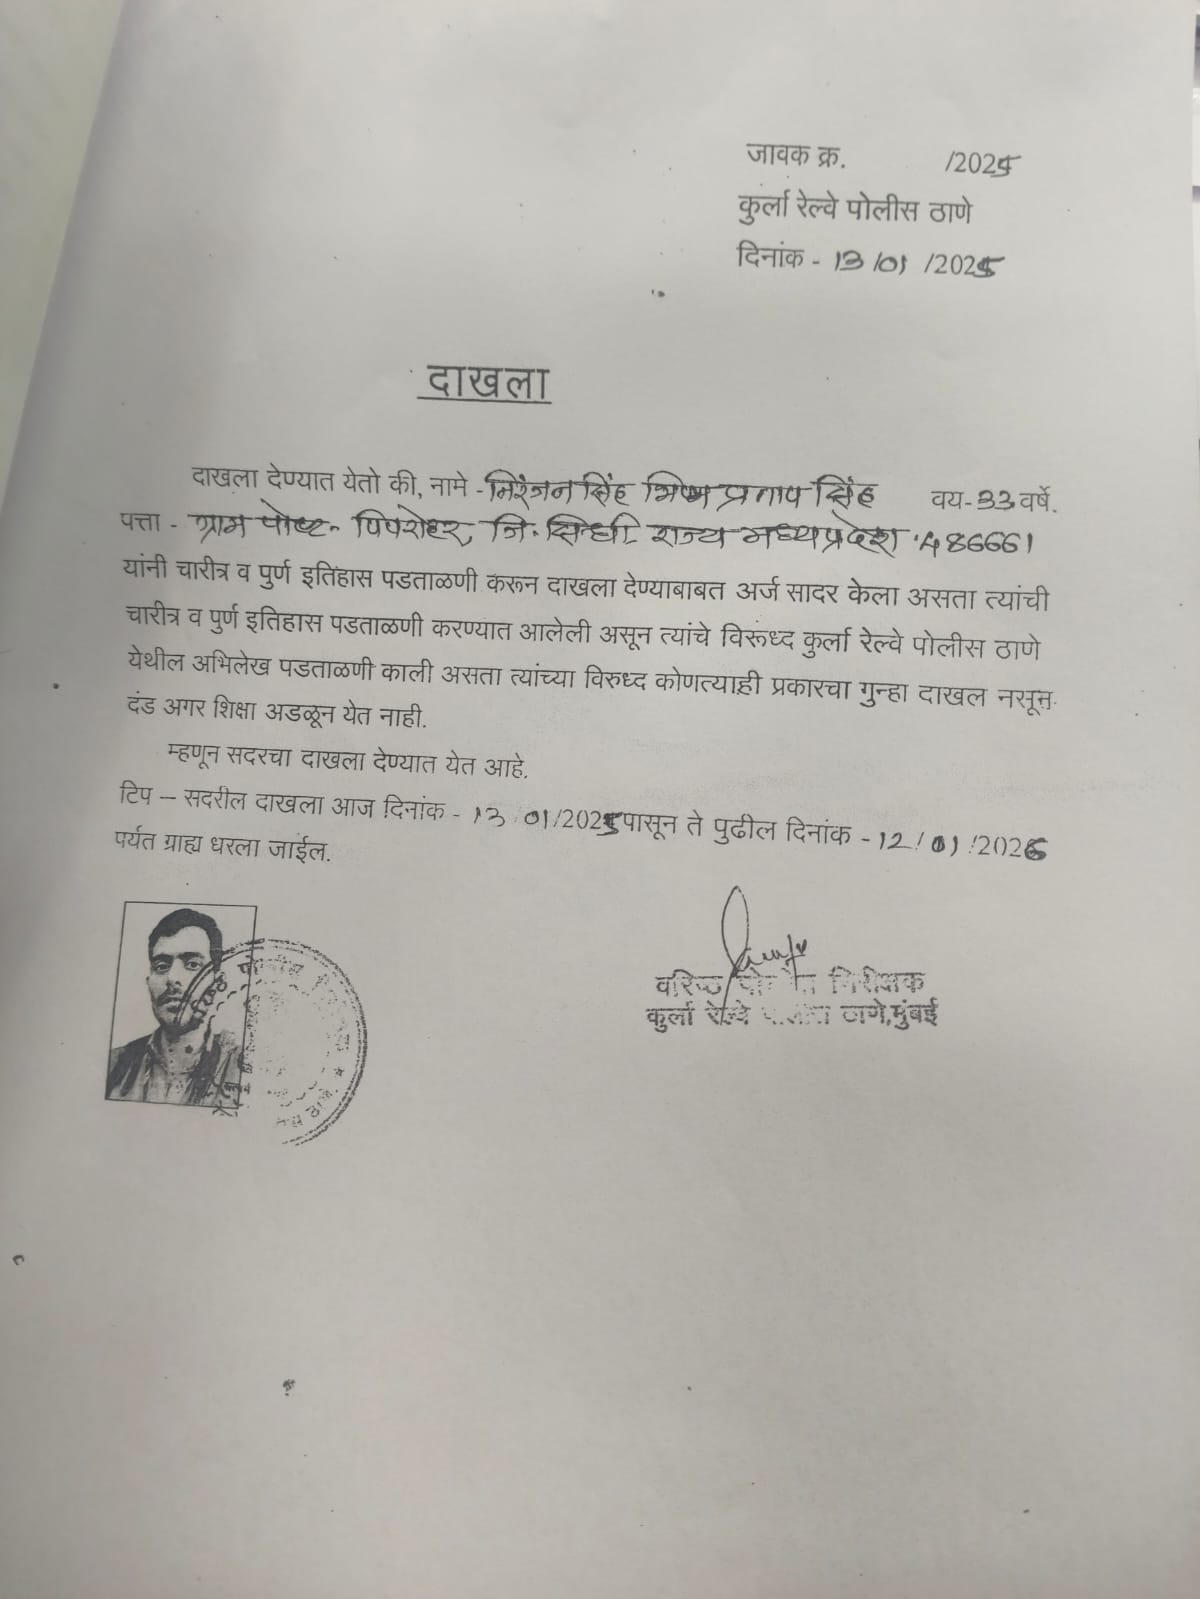 जावक क्र. /2025
कुर्ला रेल्वे पोलीस ठाणे
दिनांक - 13/01/2025
दाखला
दाखला देण्यात येतो की, नामे - निरंजन सिंह भिष्म प्रताप सिंह वय-33 वर्षे.
पत्ता - ग्राम पोष्ट- पिपरोहर, जि. सिन्धी राज्य मध्यप्रदेश 486661
यांनी चारीत्र व पुर्ण इतिहास पडताळणी करून दाखला देण्याबाबत अर्ज सादर केला असता त्यांची
चारीत्र व पुर्ण इतिहास पडताळणी करण्यात आलेली असून त्यांचे विरूध्द कुर्ला रेल्वे पोलीस ठाणे
येथील अभिलेख पडताळणी काली असता त्यांच्या विरुध्द कोणत्याही प्रकारचा गुन्हा दाखल नसून
दंड अगर शिक्षा अडळून येत नाही.
म्हणून सदरचा दाखला देण्यात येत आहे.
टिप – सदरील दाखला आज दिनांक - 13/01/2025 पासून ते पुढील दिनांक - 12/01/2026
पर्यत ग्राह्य धरला जाईल.
वरिष्ठ पोलीस निरीक्षक
कुर्ला रेल्वे पोलीस ठाणे, मुंबई